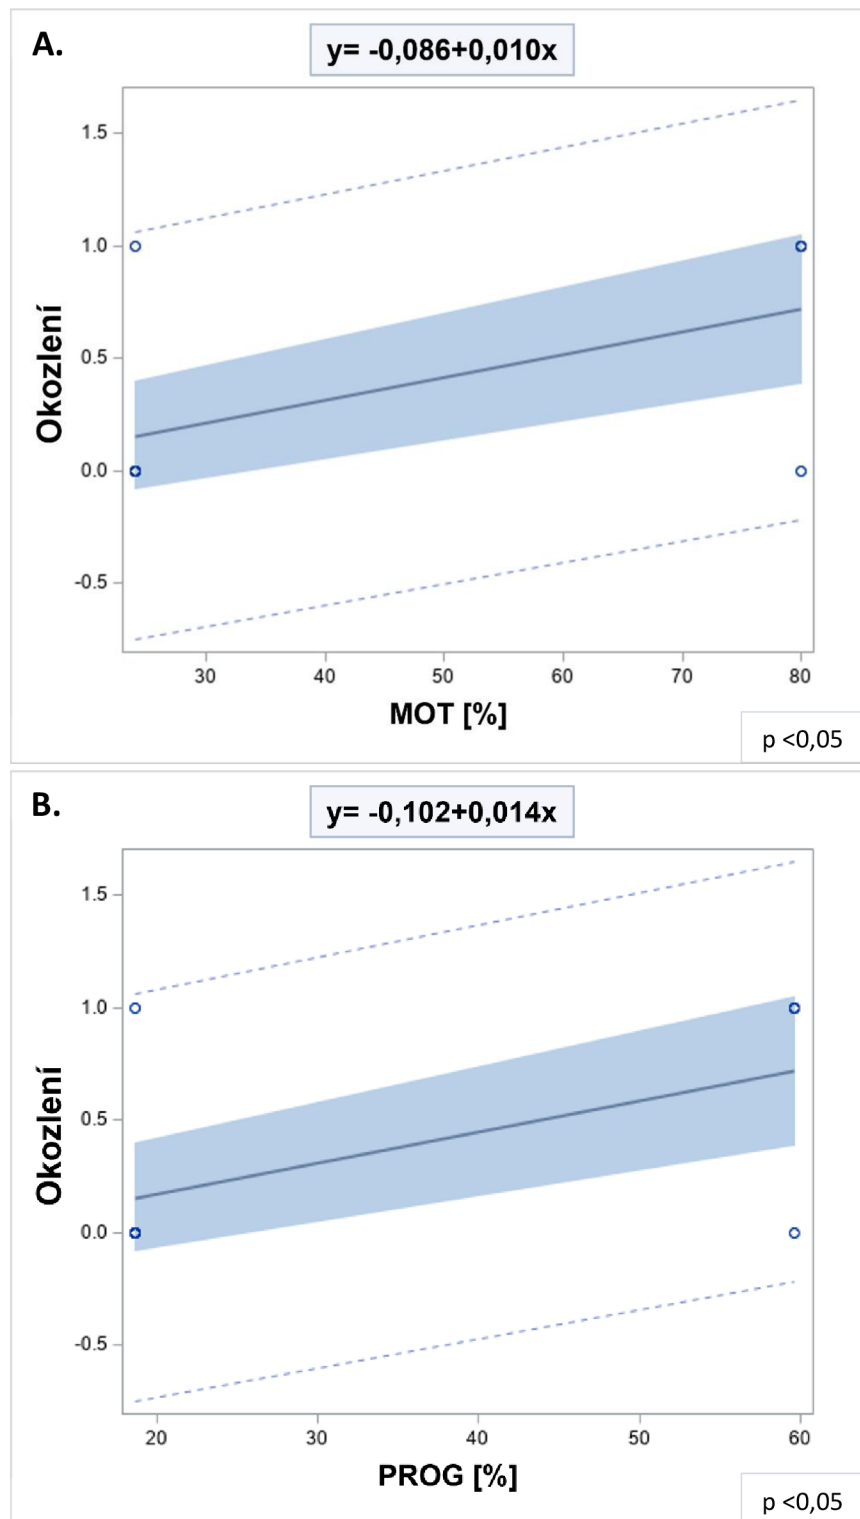 A.
y= -0,086+0,010x
1.5
1.0
0.5
0.0
-0.5
Okozlení
30 40 50 60 70 80
MOT [%]
p <0,05
B.
y= -0,102+0,014x
1.5
1.0
0.5
0.0
-0.5
Okozlení
20 30 40 50 60
PROG [%]
p <0,05